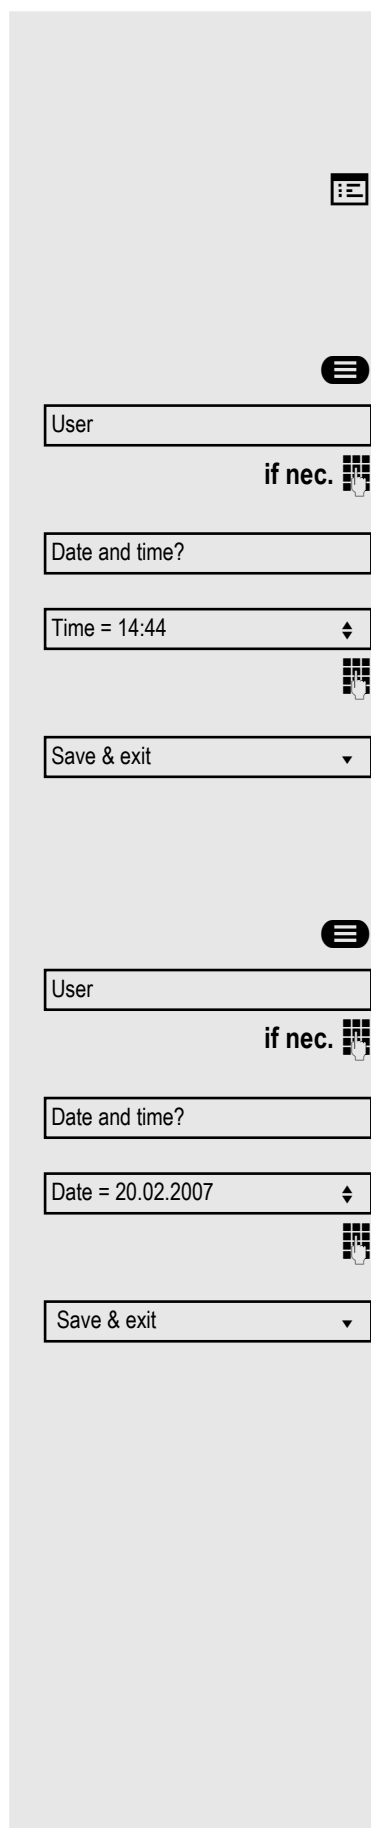 User
if nec.
Date and time?
Time = 14:44
Save & exit
User
if nec.
Date and time?
Date = 20.02.2007
Save & exit